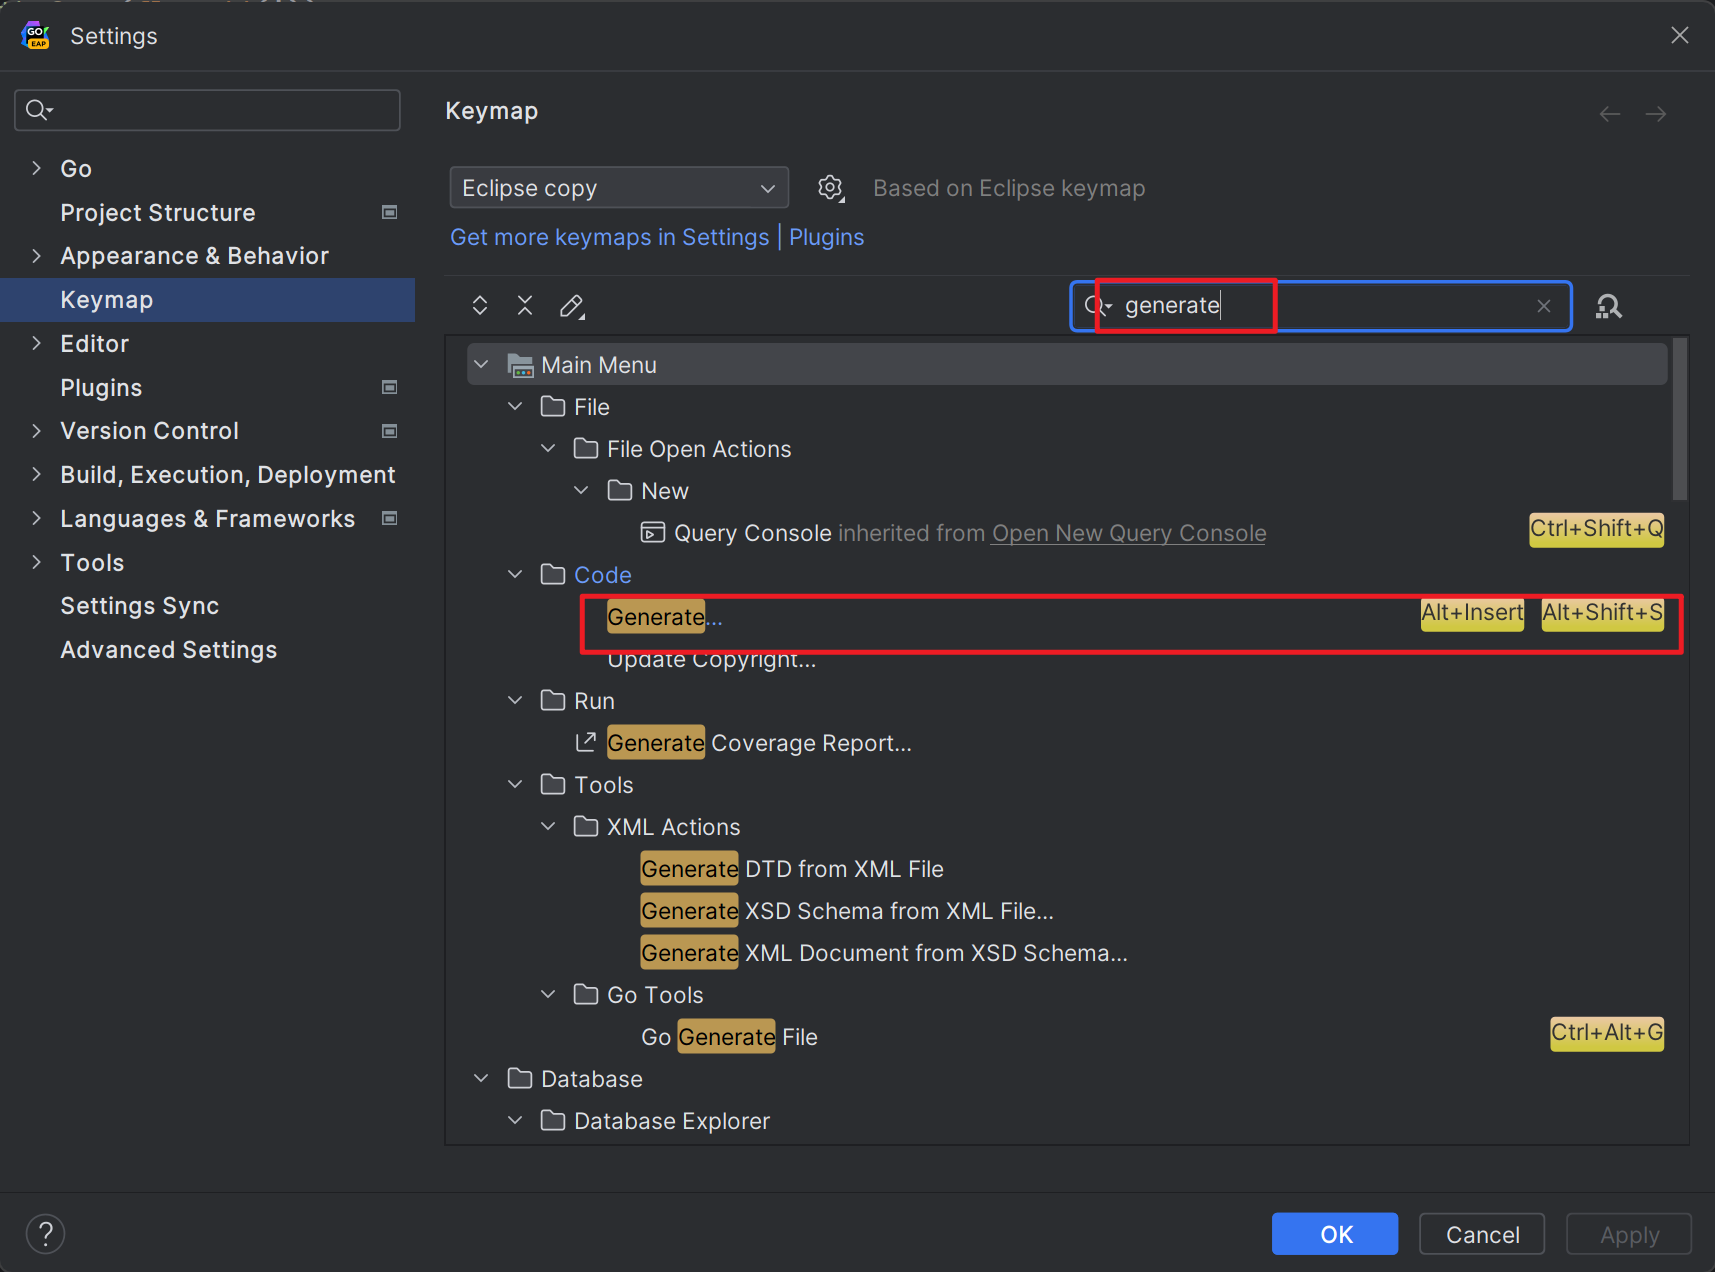 GO
EAP
Settings
Go
Project Structure
Appearance & Behavior
Keymap
Editor
Plugins
Version Control
Build, Execution, Deployment
Languages & Frameworks
Tools
Settings Sync
Advanced Settings
Keymap
Eclipse copy
Based on Eclipse keymap
Get more keymaps in Settings | Plugins
generate
Main Menu
File
File Open Actions
New
Query Console inherited from Open New Query Console Ctrl+Shift+Q
Code
Generate... Alt+Insert Alt+Shift+S
Update Copyright...
Run
Generate Coverage Report...
Tools
XML Actions
Generate DTD from XML File
Generate XSD Schema from XML File...
Generate XML Document from XSD Schema...
Go Tools
Go Generate File Ctrl+Alt+G
Database
Database Explorer
?
OK Cancel Apply